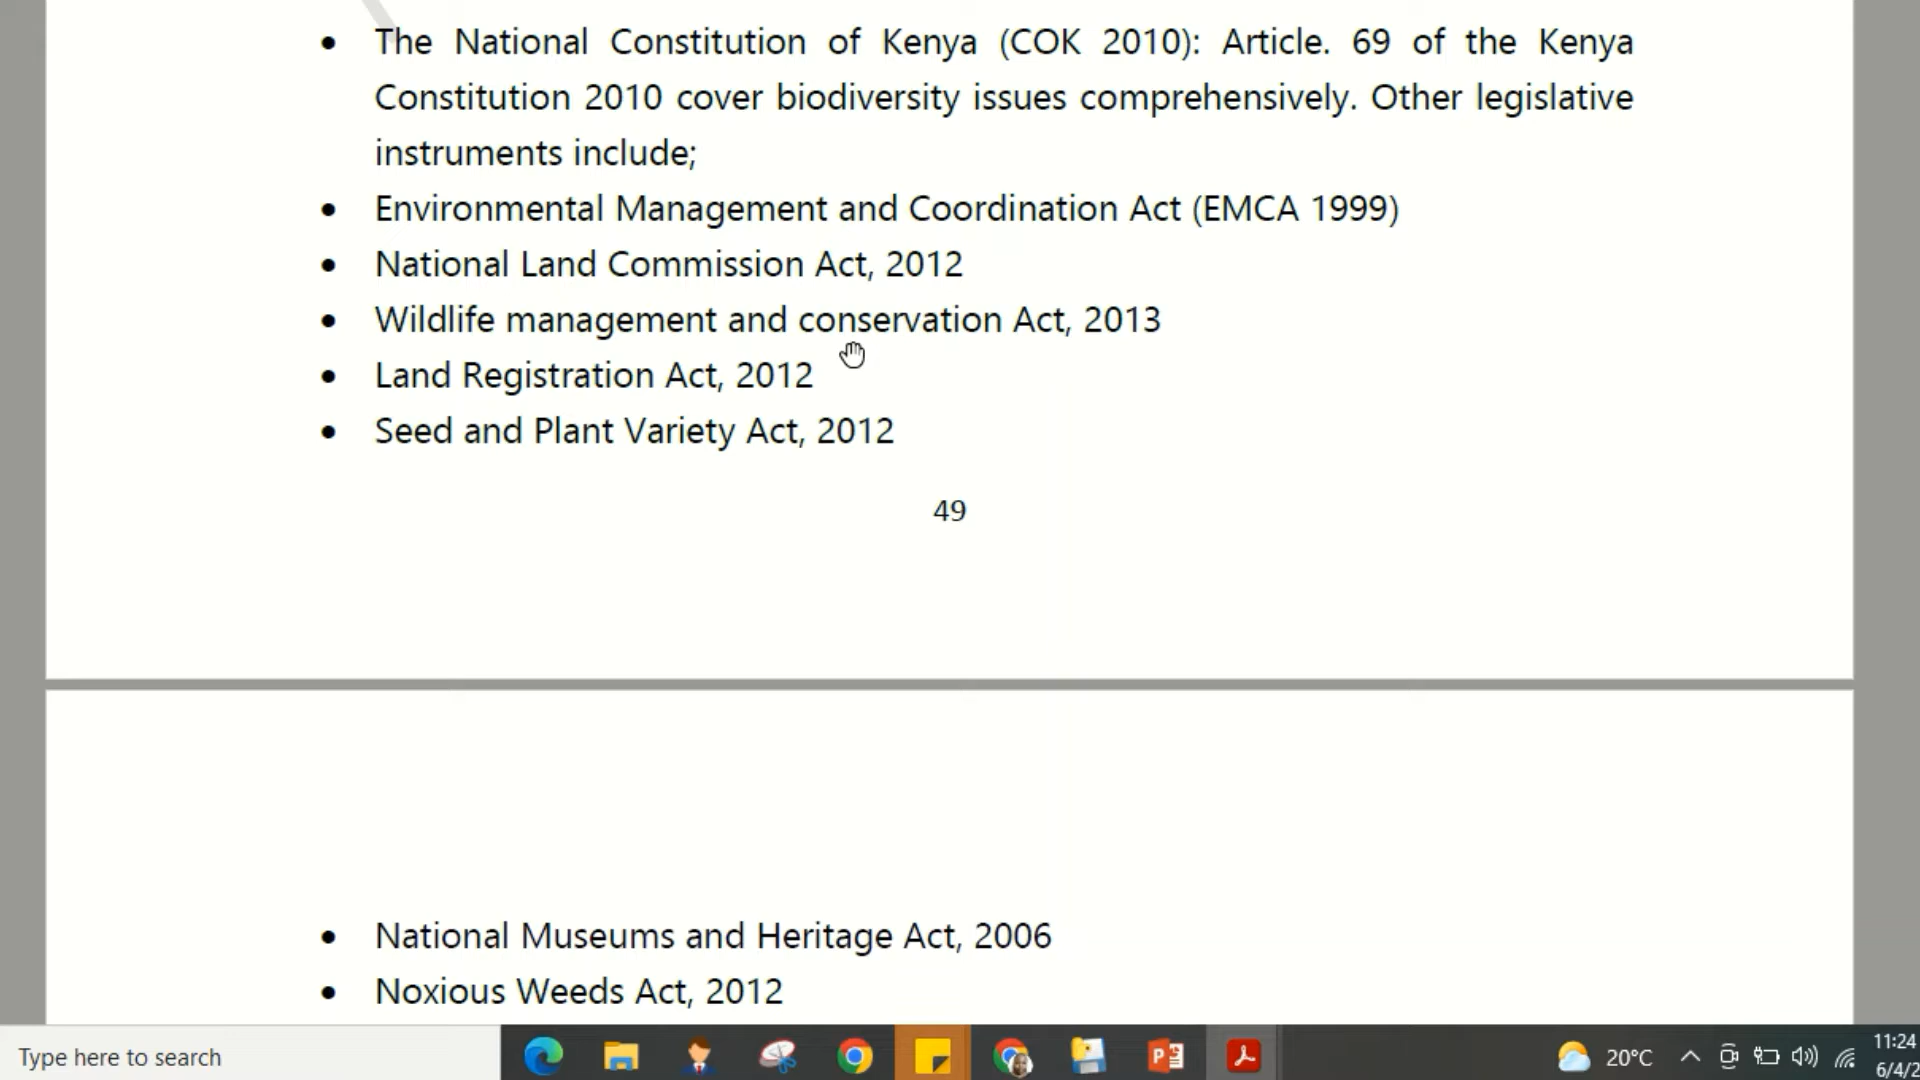 The National Constitution of Kenya (COK 2010): Article. 69 of the Kenya
Constitution 2010 cover biodiversity issues comprehensively. Other legislative
instruments include;
Environmental Management and Coordination Act (EMCA 1999)
National Land Commission Act, 2012
Wildlife management and conservation Act, 2013
Land Registration Act, 2012
Seed and Plant Variety Act, 2012
49
National Museums and Heritage Act, 2006
Noxious Weeds Act, 2012
Type here to search
20°C
11:24
6/4/2